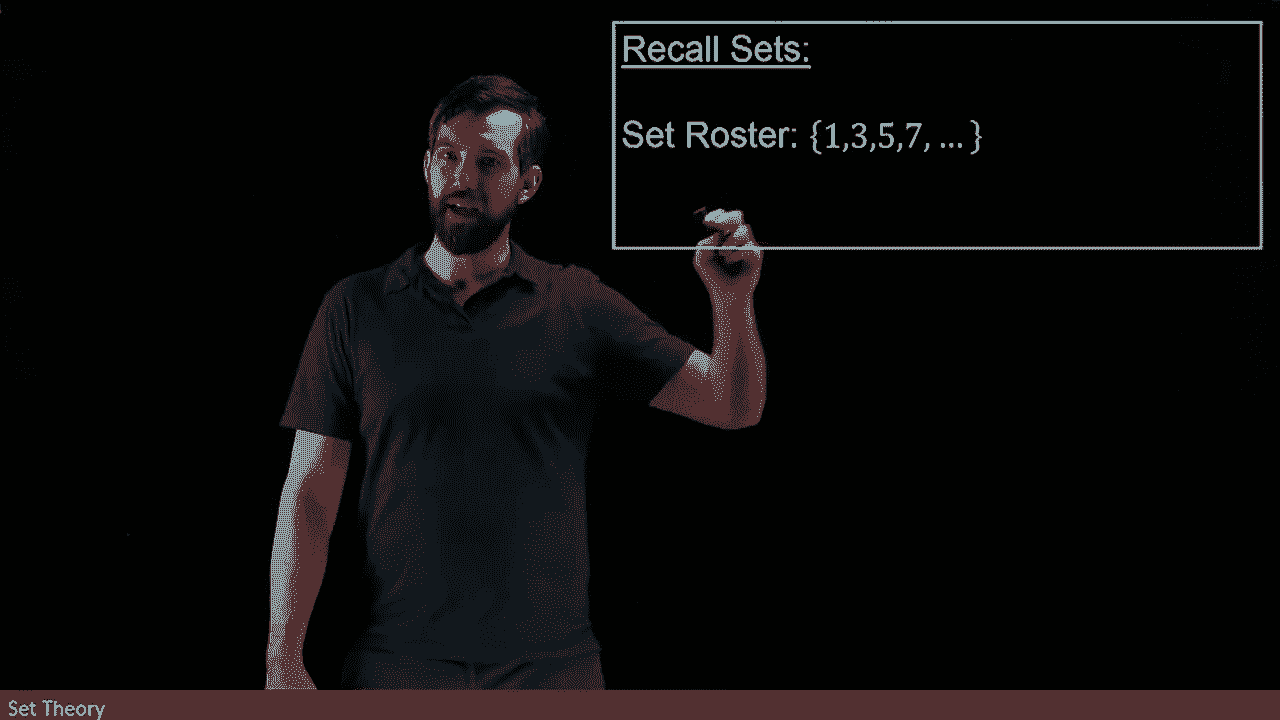 Recall Sets:
Set Roster: {1,3,5,7, … }
Set Theory